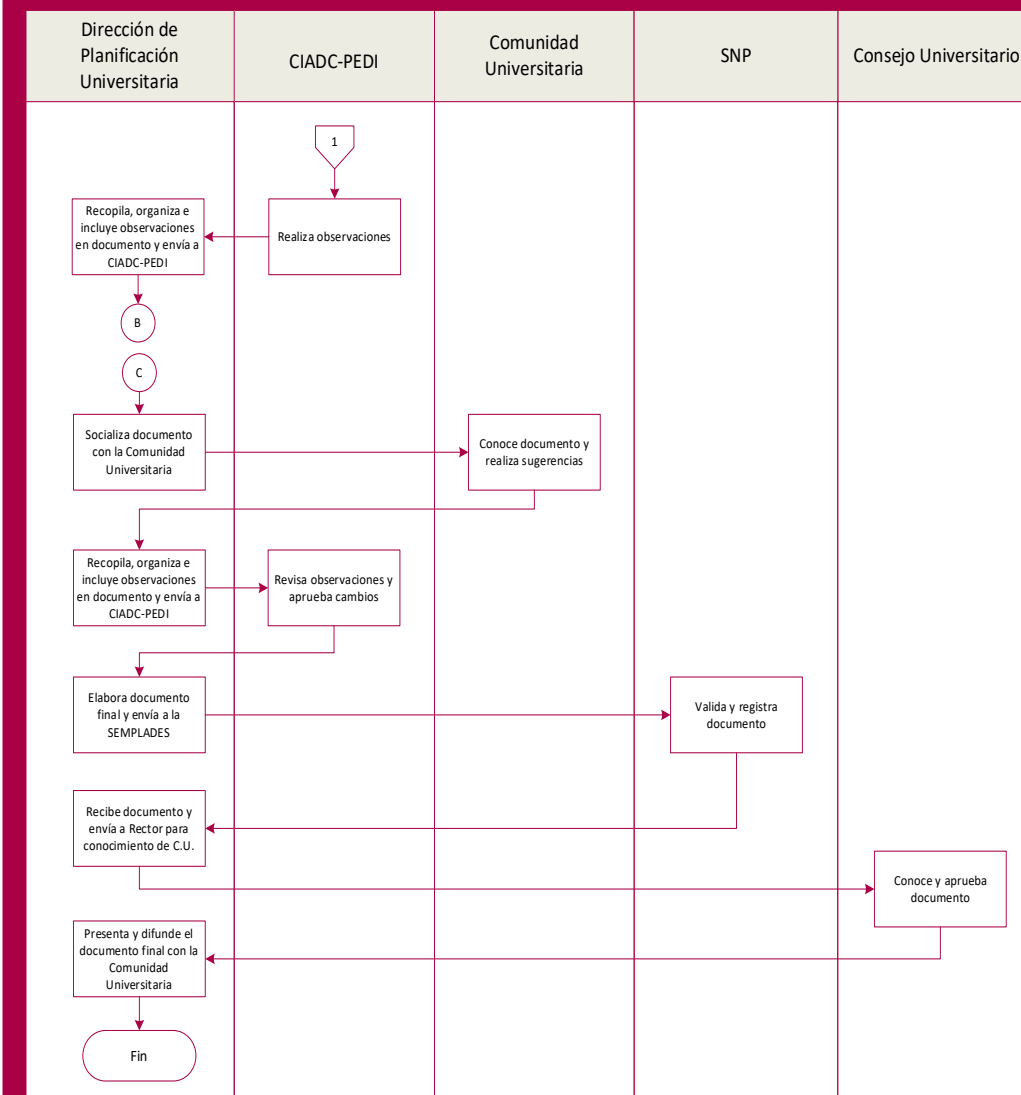 Dirección de
Planificación
Universitaria
CIADC-PEDI
Comunidad
Universitaria
SNP
Consejo Universitario
1
Recopila, organiza e
incluye observaciones
en documento y envía a
CIADC-PEDI
Realiza observaciones
B
C
Socializa documento
con la Comunidad
Universitaria
Conoce documento y
realiza sugerencias
Recopila, organiza e
incluye observaciones
en documento y envía a
CIADC-PEDI
Revisa observaciones y
aprueba cambios
Elabora documento
final y envía a la
SEMPLADES
Valida y registra
documento
Recibe documento y
envía a Rector para
conocimiento de C.U.
Conoce y aprueba
documento
Presenta y difunde el
documento final con la
Comunidad
Universitaria
Fin